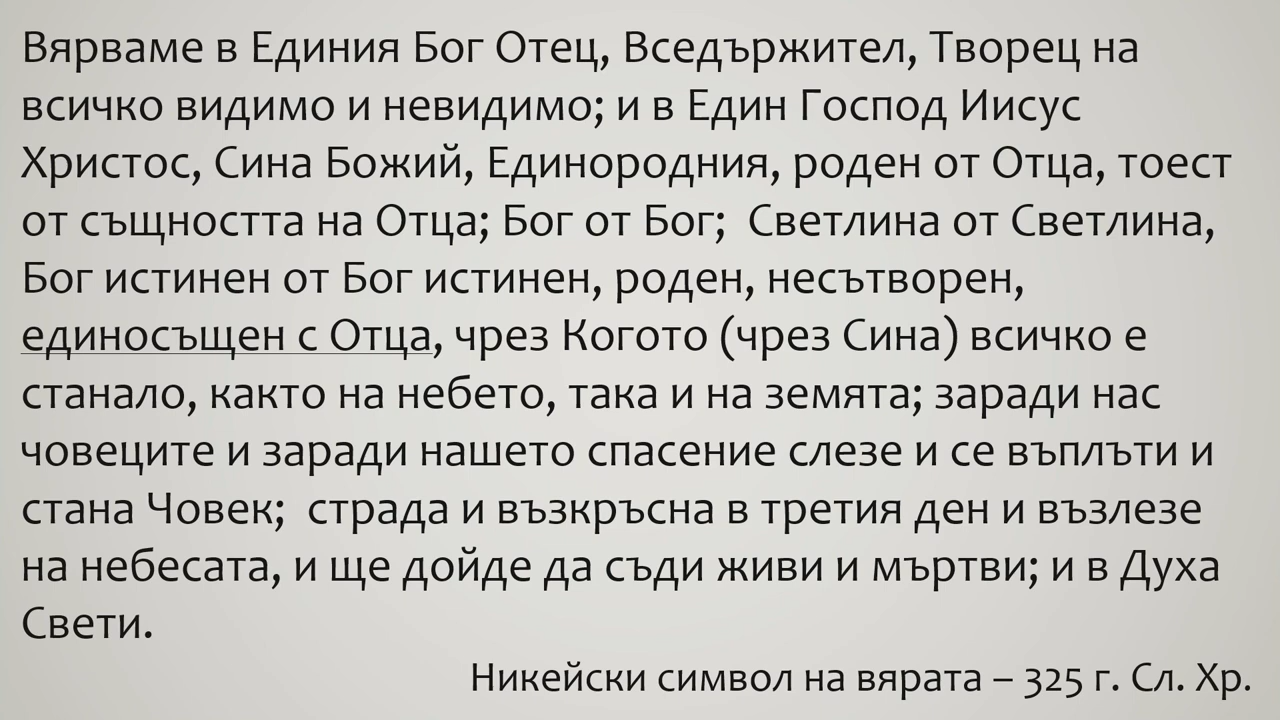 Вярваме в Единия Бог Отец, Вседържител, Творец на
всичко видимо и невидимо; и в Един Господ Иисус
Христос, Сина Божий, Единородния, роден от Отца, тоест
от същността на Отца; Бог от Бог;  Светлина от Светлина,
Бог истинен от Бог истинен, роден, несътворен,
единосъщен с Отца, чрез Когото (чрез Сина) всичко е
станало, както на небето, така и на земята; заради нас
човеците и заради нашето спасение слезе и се въплъти и
стана Човек;  страда и възкръсна в третия ден и възлезе
на небесата, и ще дойде да съди живи и мъртви; и в Духа
Свети.
Никейски символ на вярата – 325 г. Сл. Хр.